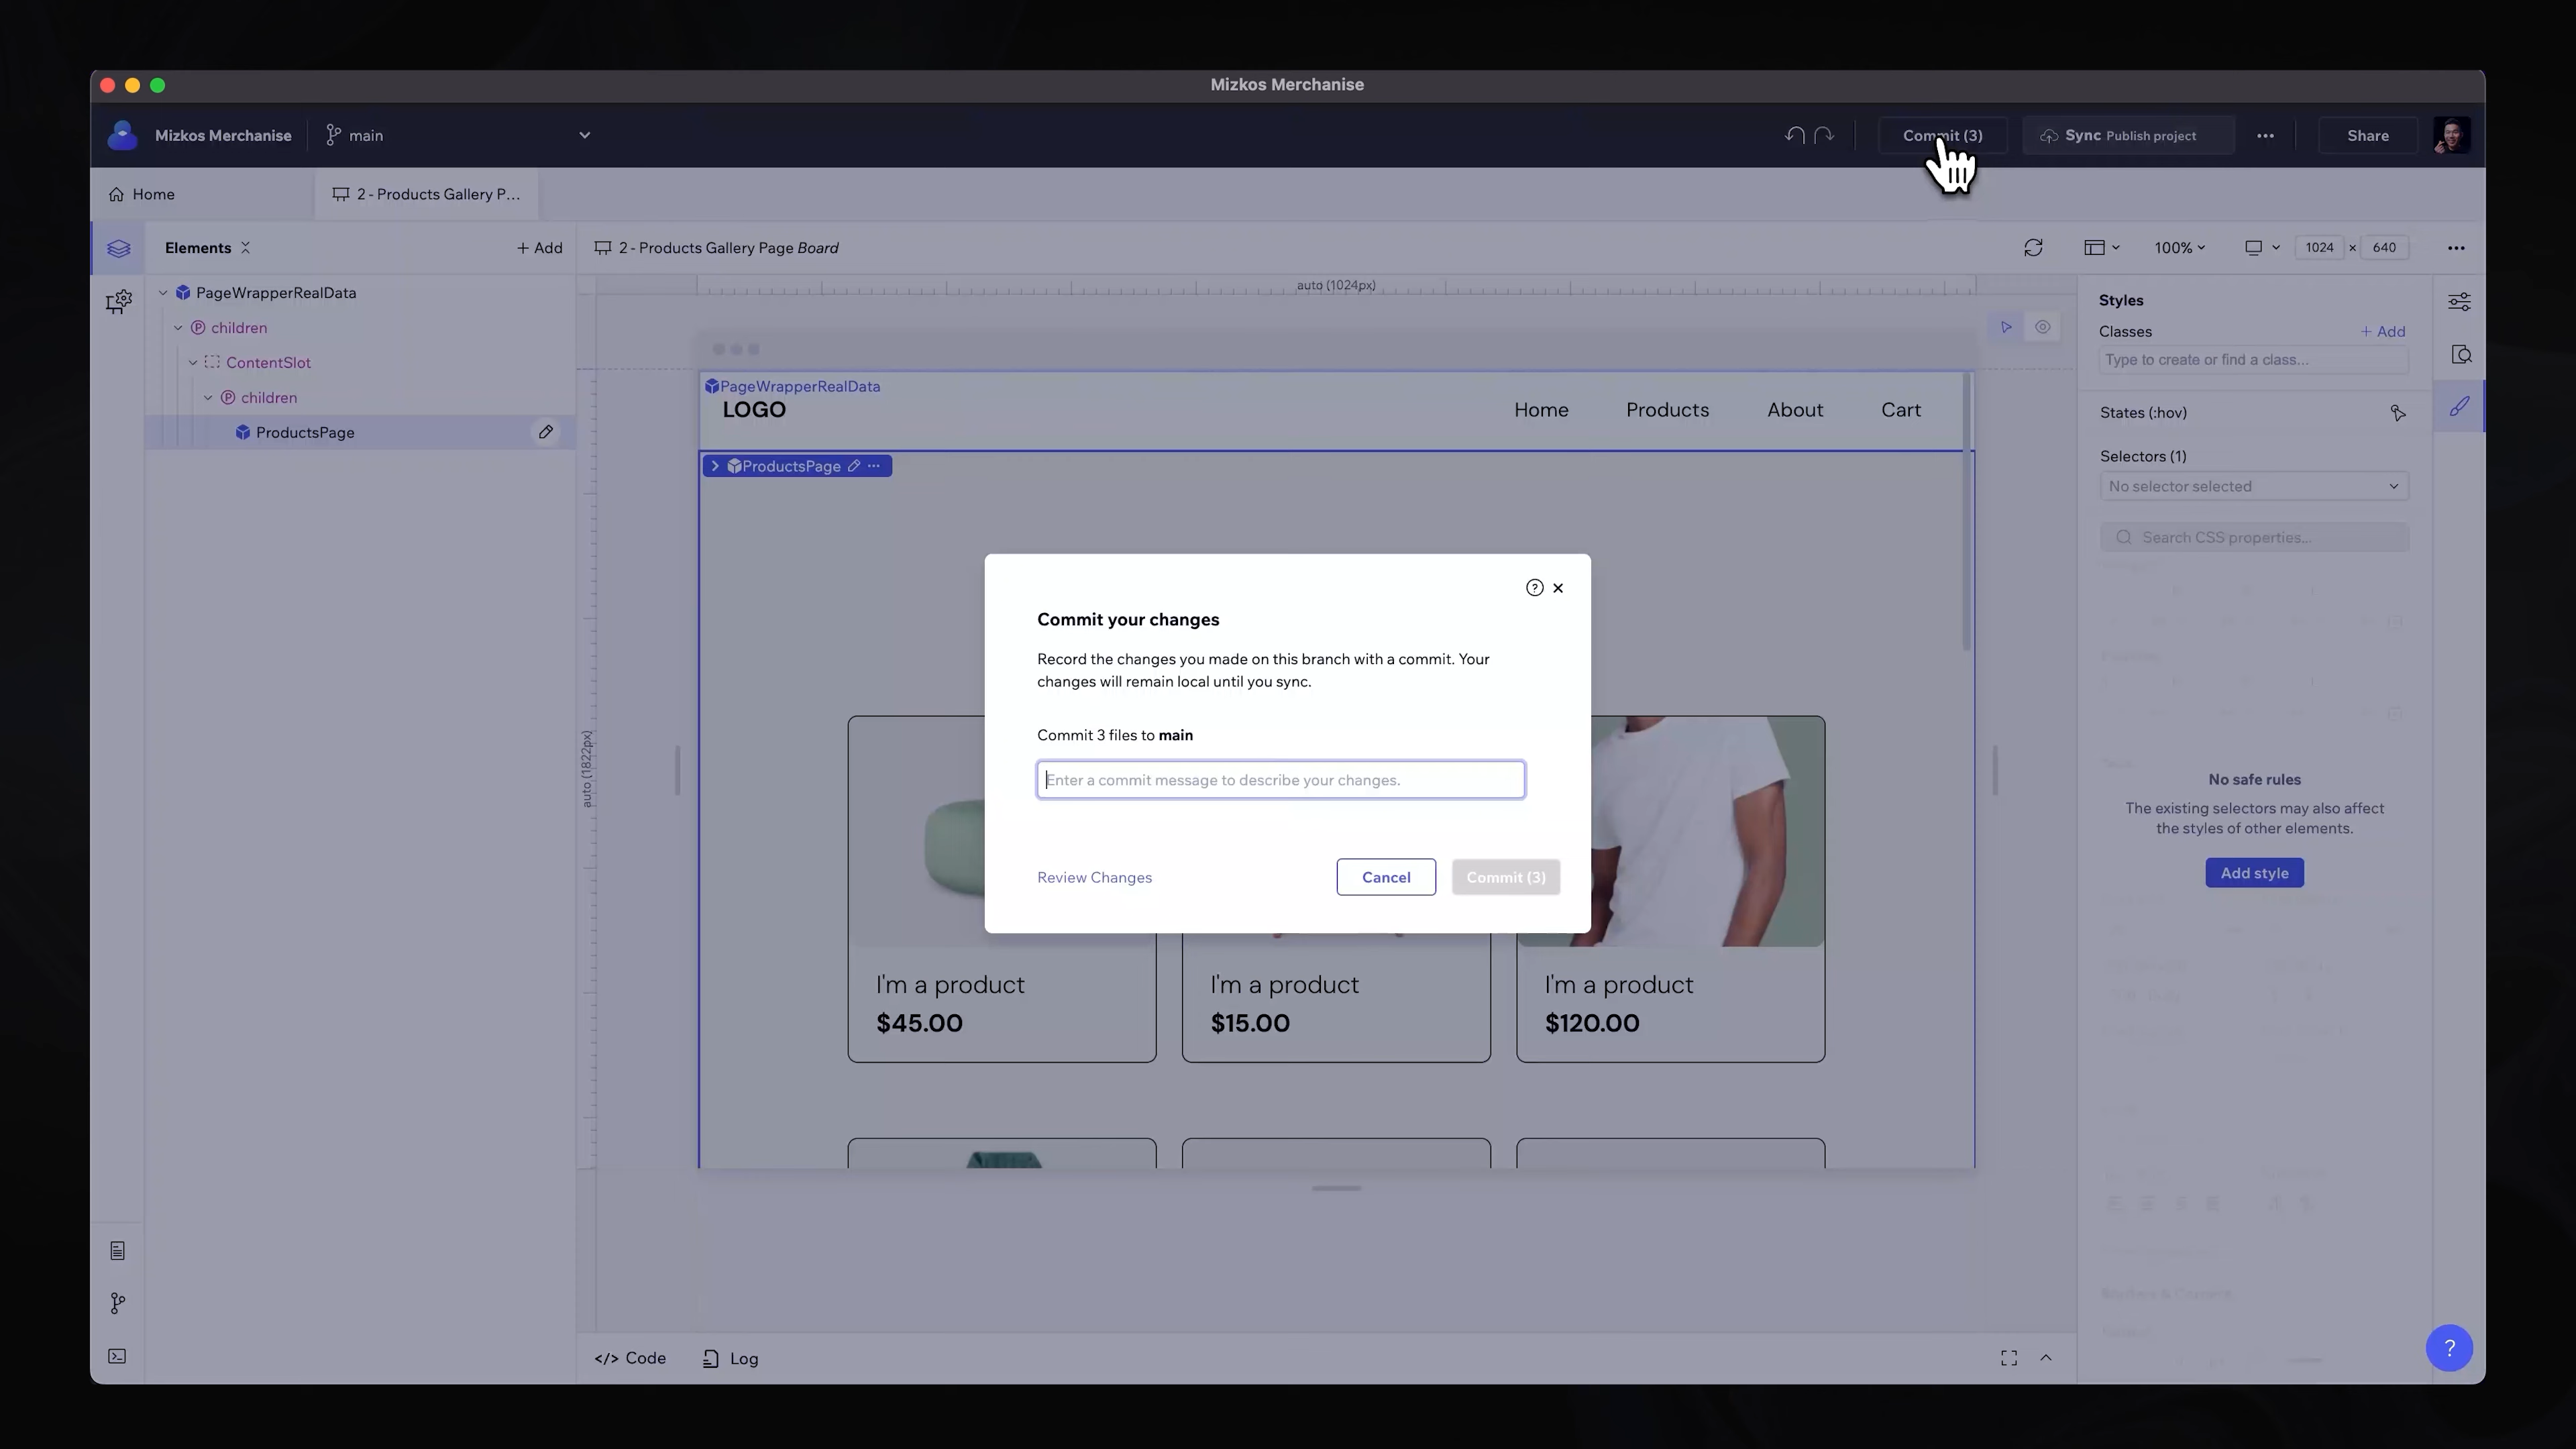 Mizkos Merchanise
Mizkos Merchanise
main
Commit (3)
Sync Publish project
Share
Home
2 - Products Gallery P...
Elements
+ Add
2 - Products Gallery Page Board
100%
1024 × 640
PageWrapperRealData
children
ContentSlot
children
ProductsPage
auto (1024px)
auto (1822px)
PageWrapperRealData
LOGO
Home
Products
About
Cart
ProductsPage
Commit your changes
Record the changes you made on this branch with a commit. Your
changes will remain local until you sync.
Commit 3 files to main
Enter a commit message to describe your changes.
Review Changes
Cancel
Commit (3)
I'm a product
$45.00
I'm a product
$15.00
I'm a product
$120.00
Styles
Classes
+ Add
Type to create or find a class...
States (:hov)
Selectors (1)
No selector selected
Search CSS properties...
No safe rules
The existing selectors may also affect
the styles of other elements.
Add style
</> Code
Log
?